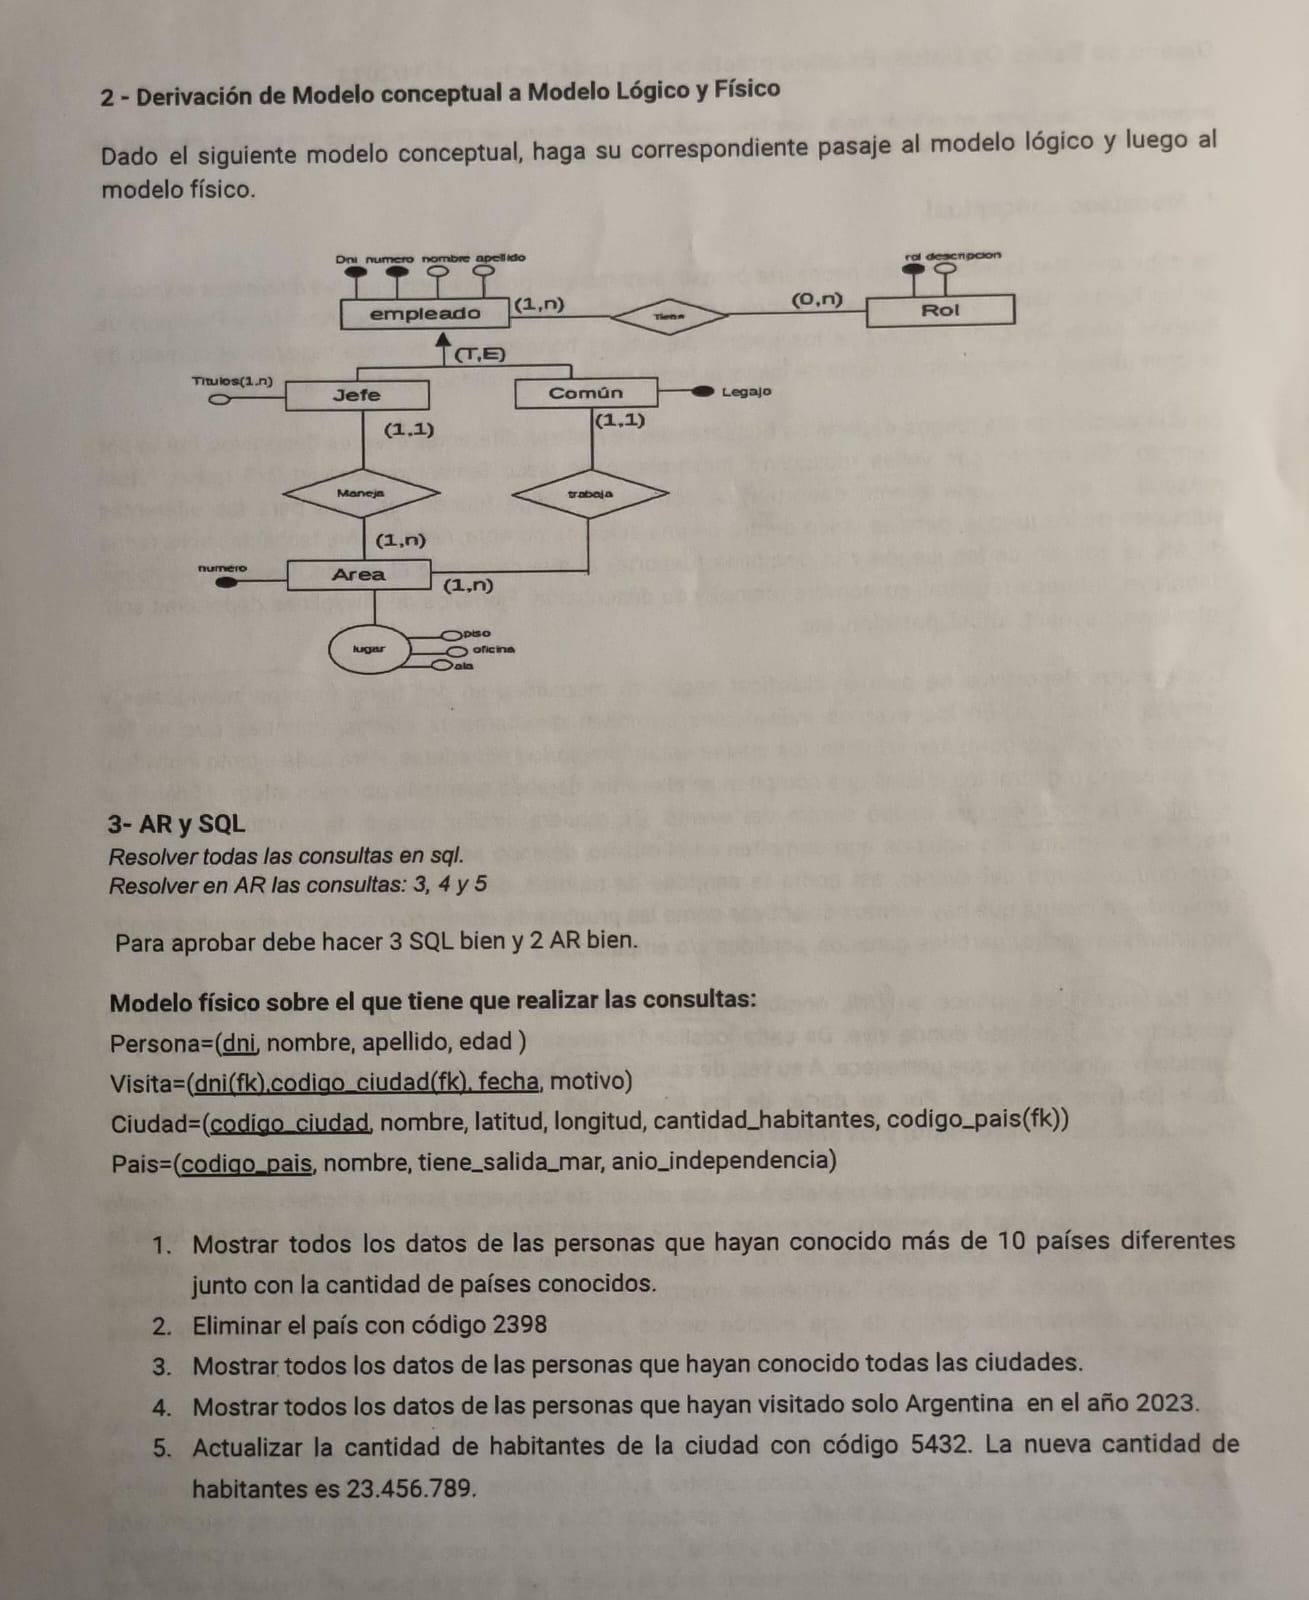 2 - Derivación de Modelo conceptual a Modelo Lógico y Físico
Dado el siguiente modelo conceptual, haga su correspondiente pasaje al modelo lógico y luego al
modelo físico.
Dni numero nombre apellido
rol descripcion
empleado
(1,n)
Tiene
(0,n)
Rol
(T,E)
Titulos(1.n)
Jefe
Común
Legajo
(1,1)
(1,1)
Maneja
trabaja
(1,n)
numero
Area
(1,n)
lugar
piso
oficina
ala
3- AR y SQL
Resolver todas las consultas en sql.
Resolver en AR las consultas: 3, 4 y 5
Para aprobar debe hacer 3 SQL bien y 2 AR bien.
Modelo físico sobre el que tiene que realizar las consultas:
Persona=(dni, nombre, apellido, edad )
Visita=(dni(fk),codigo_ciudad(fk), fecha, motivo)
Ciudad=(codigo_ciudad, nombre, latitud, longitud, cantidad_habitantes, codigo_pais(fk))
Pais=(codigo_pais, nombre, tiene_salida_mar, anio_independencia)
1. Mostrar todos los datos de las personas que hayan conocido más de 10 países diferentes
junto con la cantidad de países conocidos.
2. Eliminar el país con código 2398
3. Mostrar todos los datos de las personas que hayan conocido todas las ciudades.
4. Mostrar todos los datos de las personas que hayan visitado solo Argentina en el año 2023.
5. Actualizar la cantidad de habitantes de la ciudad con código 5432. La nueva cantidad de
habitantes es 23.456.789.